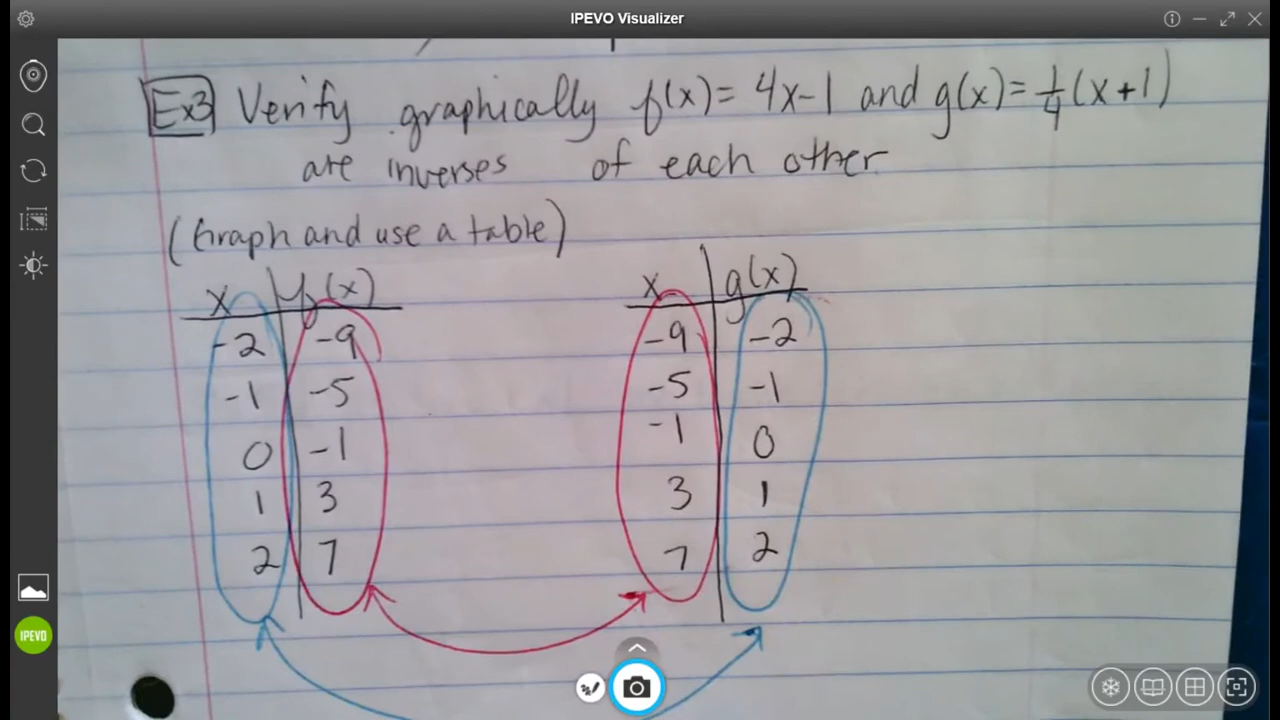 IPEVO Visualizer
Ex3 Verify graphically f(x) = 4x-1 and g(x) = 1/4 (x+1)
are inverses of each other.
(Graph and use a table)
x f(x) x g(x)
-2 -9 -9 -2
-1 -5 -5 -1
0 -1 -1 0
1 3 3 1
2 7 7 2
IPEVO